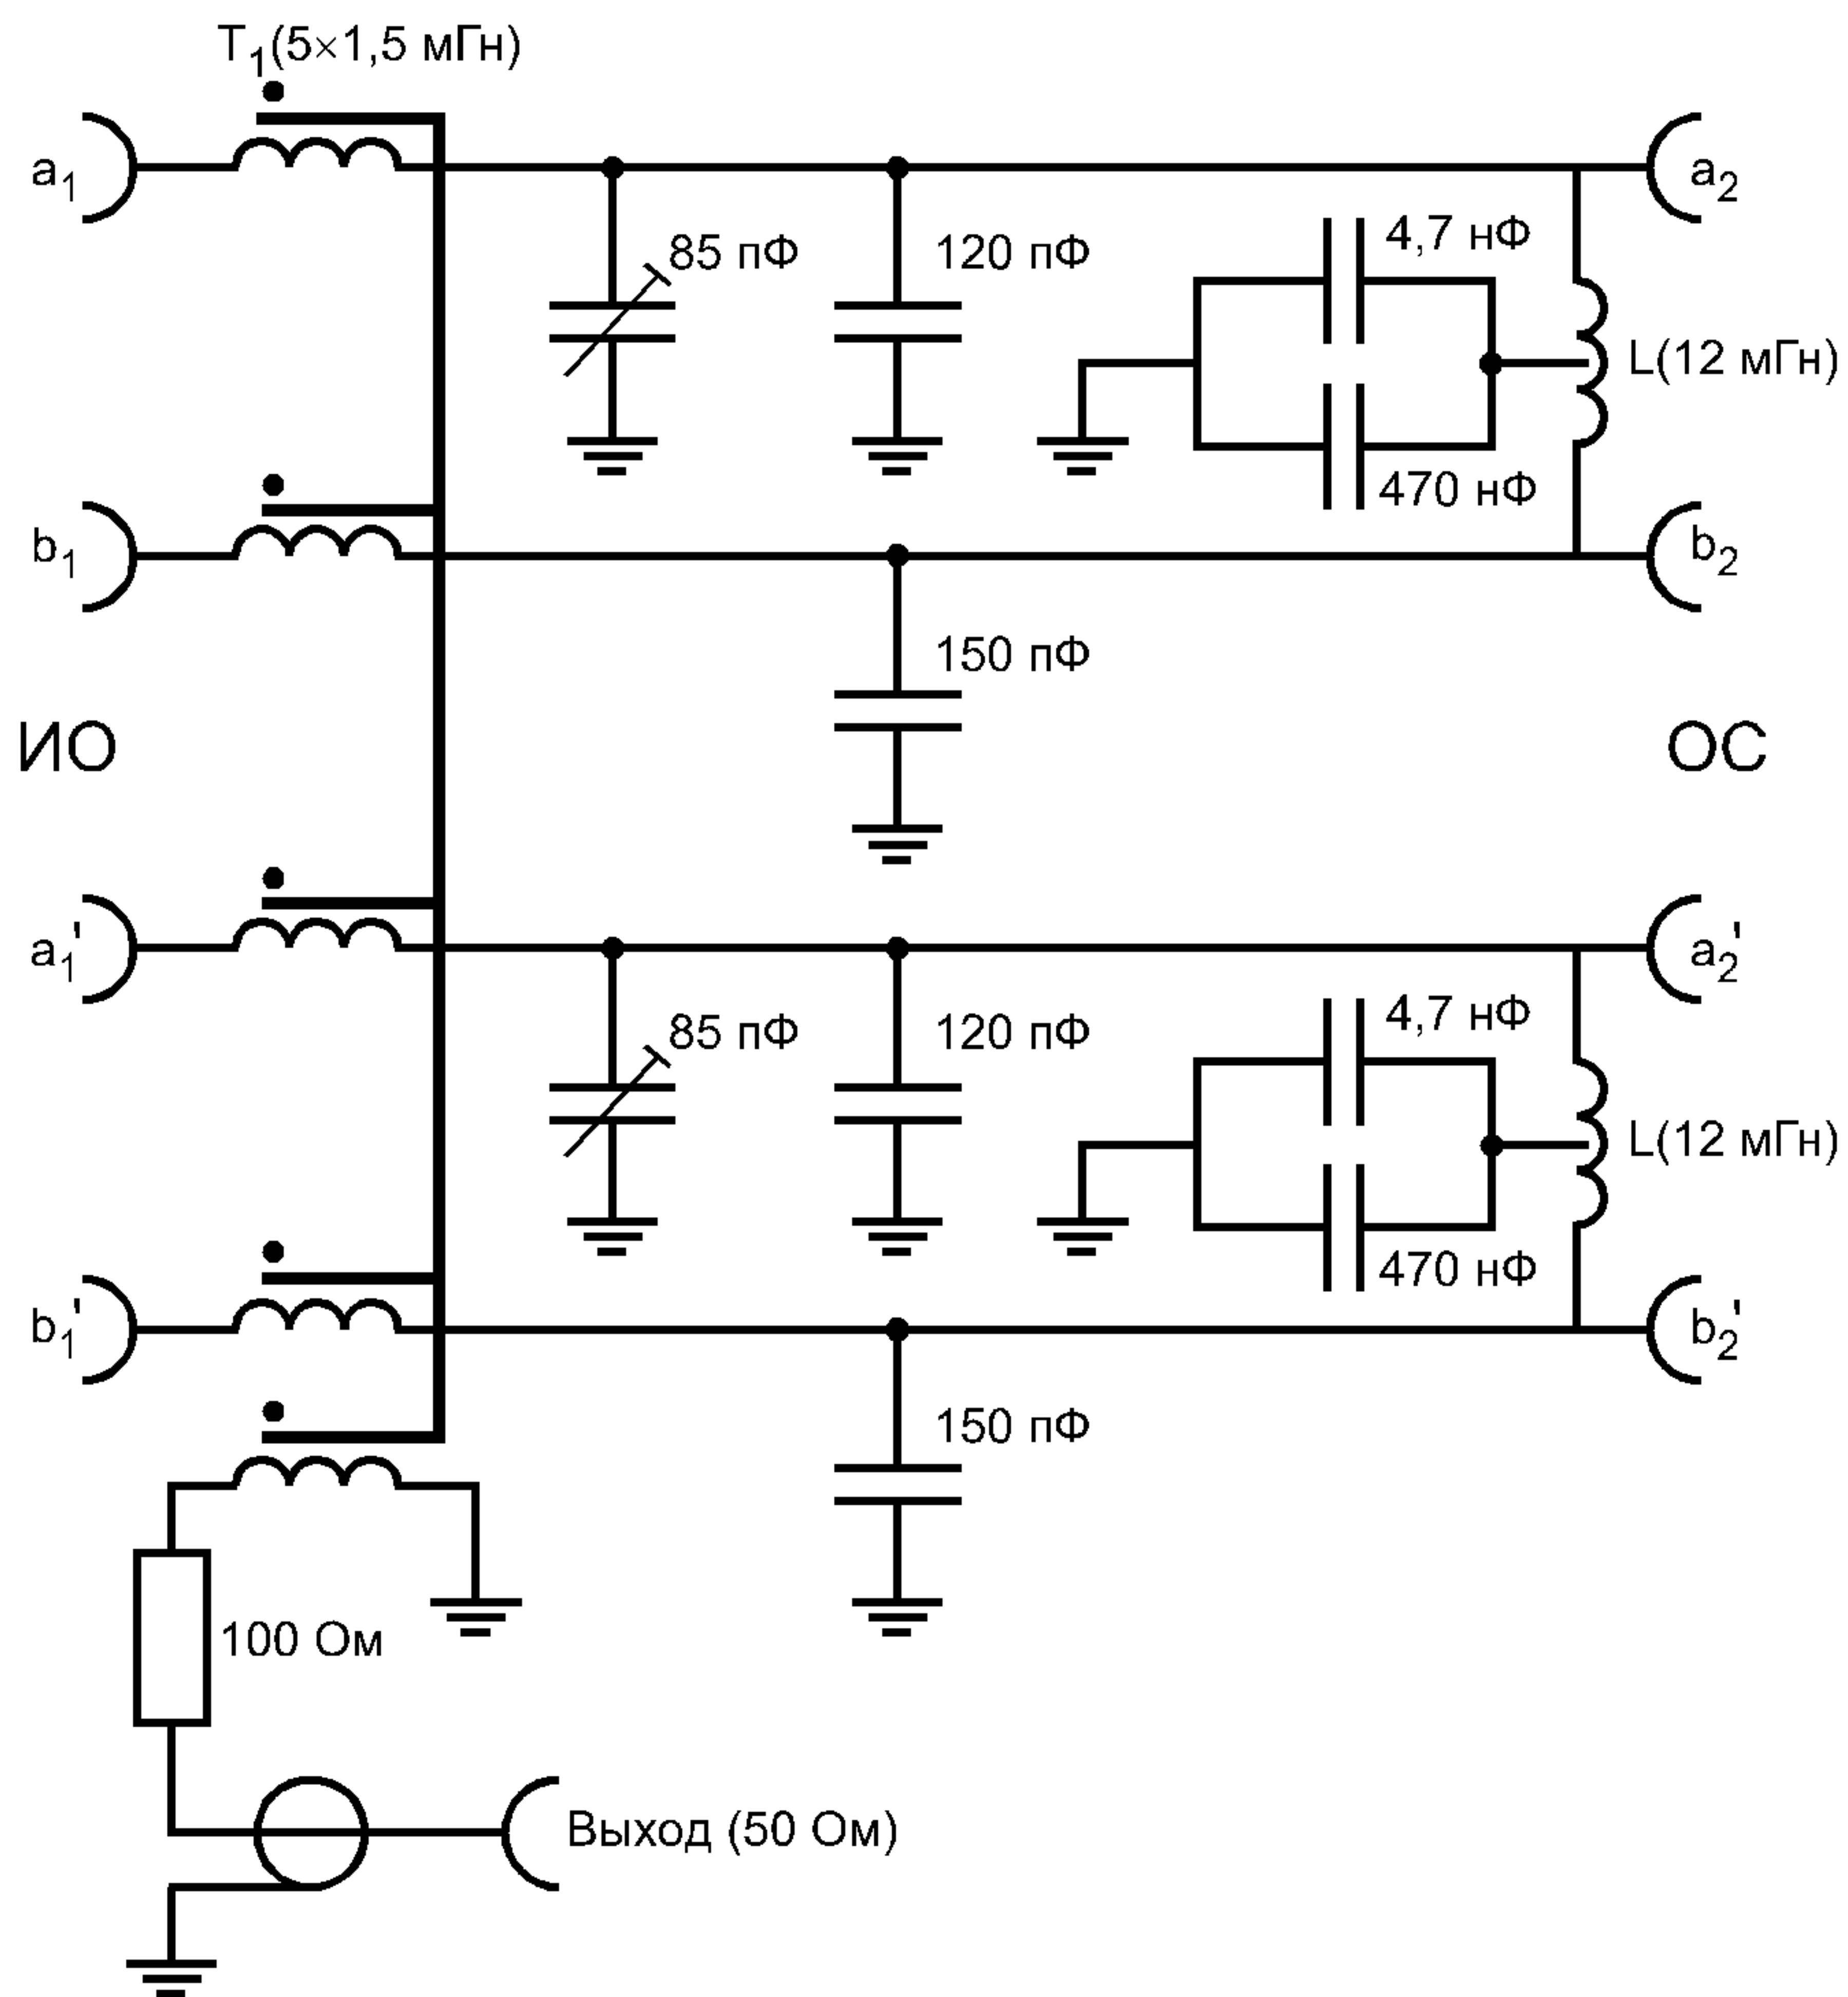 T1(5×1,5 мГн)
a1
a2
85 пФ
120 пФ
4,7 нФ
L(12 мГн)
470 нФ
b1
b2
150 пФ
ИО
ОС
a1'
a2'
85 пФ
120 пФ
4,7 нФ
L(12 мГн)
470 нФ
b1'
b2'
150 пФ
100 Ом
Выход (50 Ом)